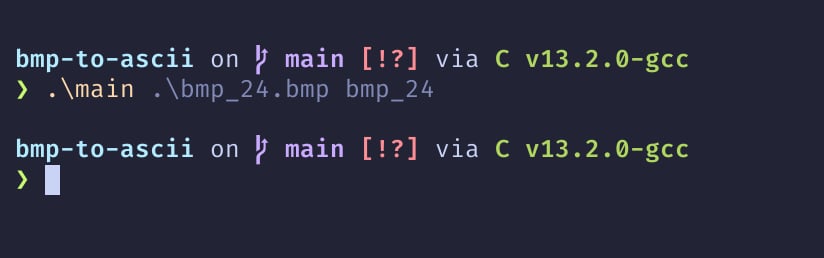 bmp-to-ascii on  main [!?] via C v13.2.0-gcc
❯ .\main .\bmp_24.bmp bmp_24
bmp-to-ascii on  main [!?] via C v13.2.0-gcc
❯